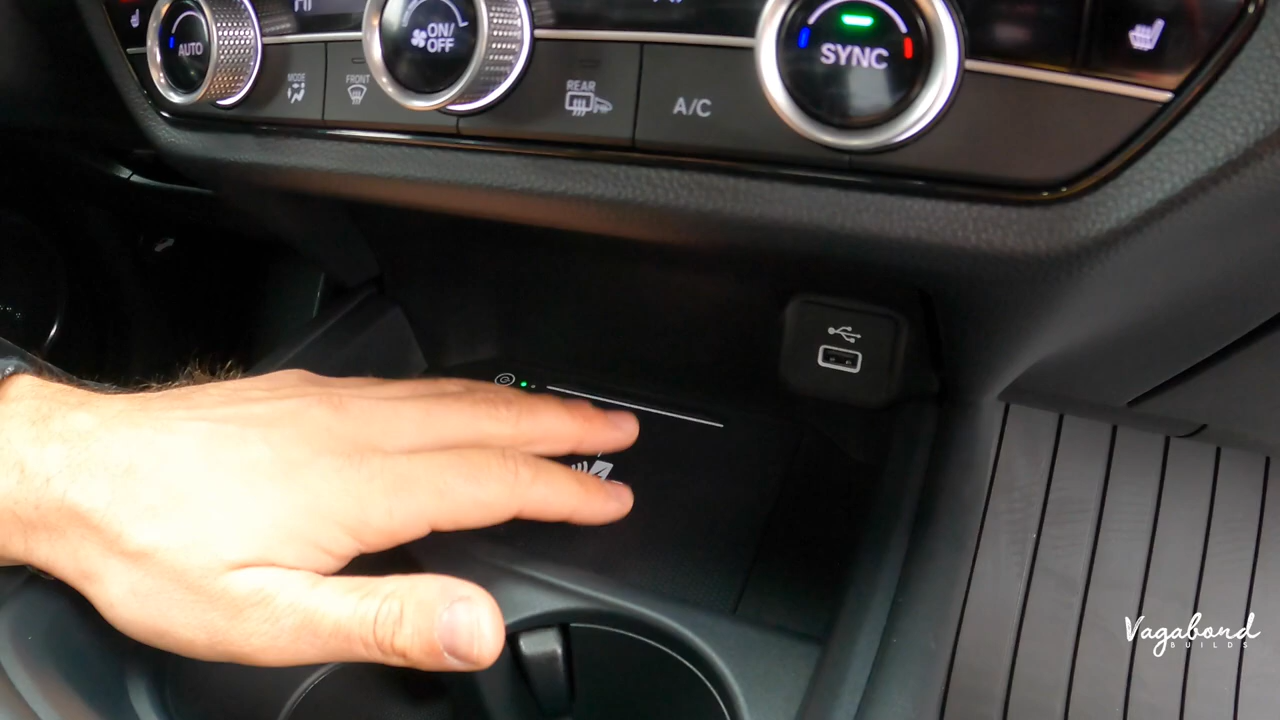 AUTO
ON/
OFF
SYNC
MODE
FRONT
REAR
A/C
Vagabond
BUILDS